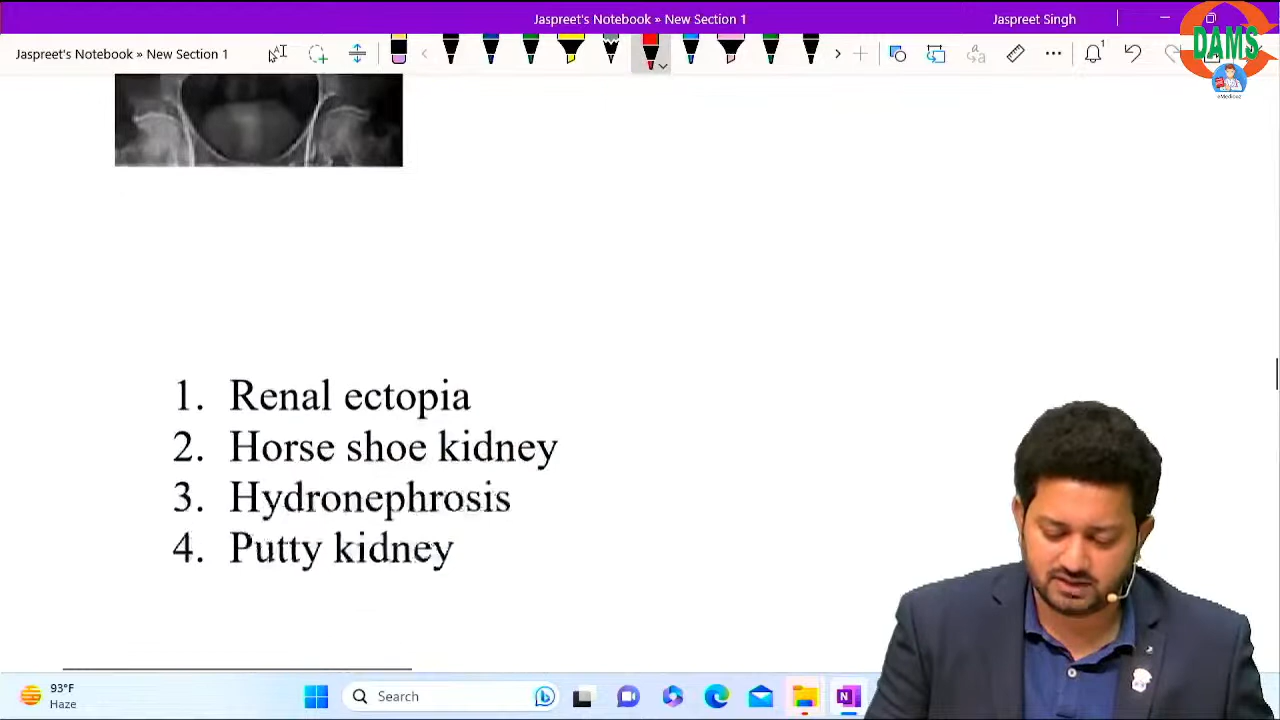 Jaspreet's Notebook » New Section 1
Jaspreet Singh
Jaspreet's Notebook » New Section 1
DAMS
eMedicoz
1. Renal ectopia
2. Horse shoe kidney
3. Hydronephrosis
4. Putty kidney
93°F
Haze
Search